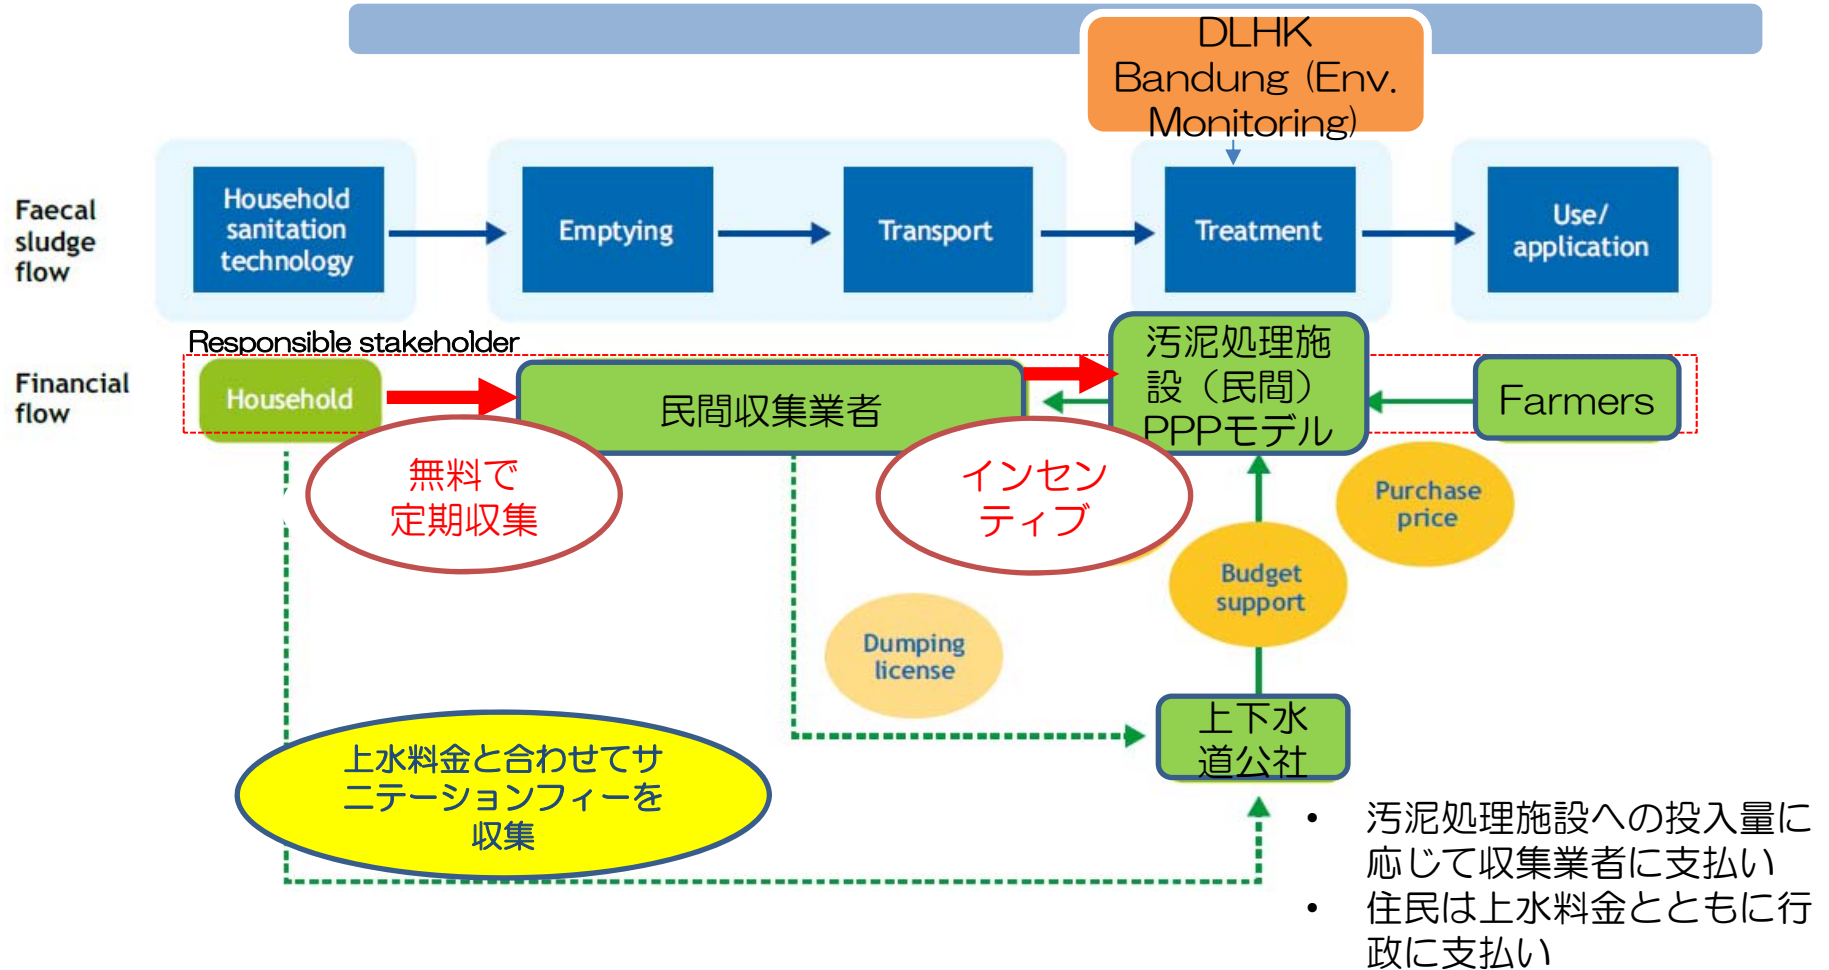 DLHK
Bandung (Env.
Monitoring)
Faecal
sludge
flow
Household
sanitation
technology
Emptying
Transport
Treatment
Use/
application
Responsible stakeholder
Financial
flow
Household
民間収集業者
汚泥処理施
設（民間）
PPPモデル
Farmers
無料で
定期収集
インセン
ティブ
Purchase
price
Budget
support
Dumping
license
上下水
道公社
上水料金と合わせてサ
ニテーションフィーを
収集
• 汚泥処理施設への投入量に
応じて収集業者に支払い
• 住民は上水料金とともに行
政に支払い